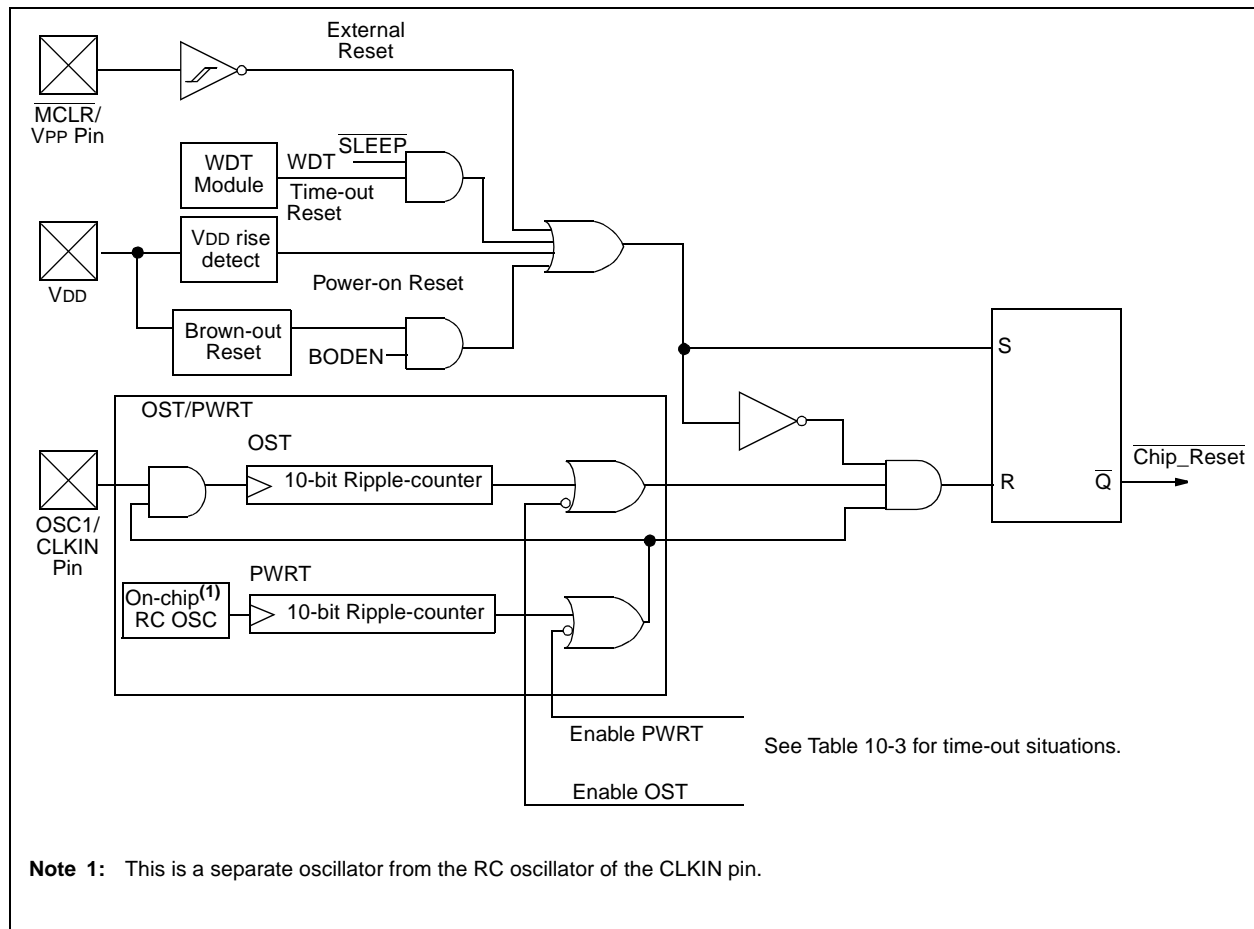 External
Reset
M̅C̅L̅R̅/
VPP Pin
S̅L̅E̅E̅P̅
WDT
Module
WDT
Time-out
Reset
VDD rise
detect
VDD
Power-on Reset
Brown-out
Reset
BODEN
S
OST/PWRT
OST
10-bit Ripple-counter
OSC1/
CLKIN
Pin
R
Q̅
C̅h̅i̅p̅_̅R̅e̅s̅e̅t̅
PWRT
On-chip(1)
RC OSC
10-bit Ripple-counter
Enable PWRT
See Table 10-3 for time-out situations.
Enable OST
Note 1: This is a separate oscillator from the RC oscillator of the CLKIN pin.